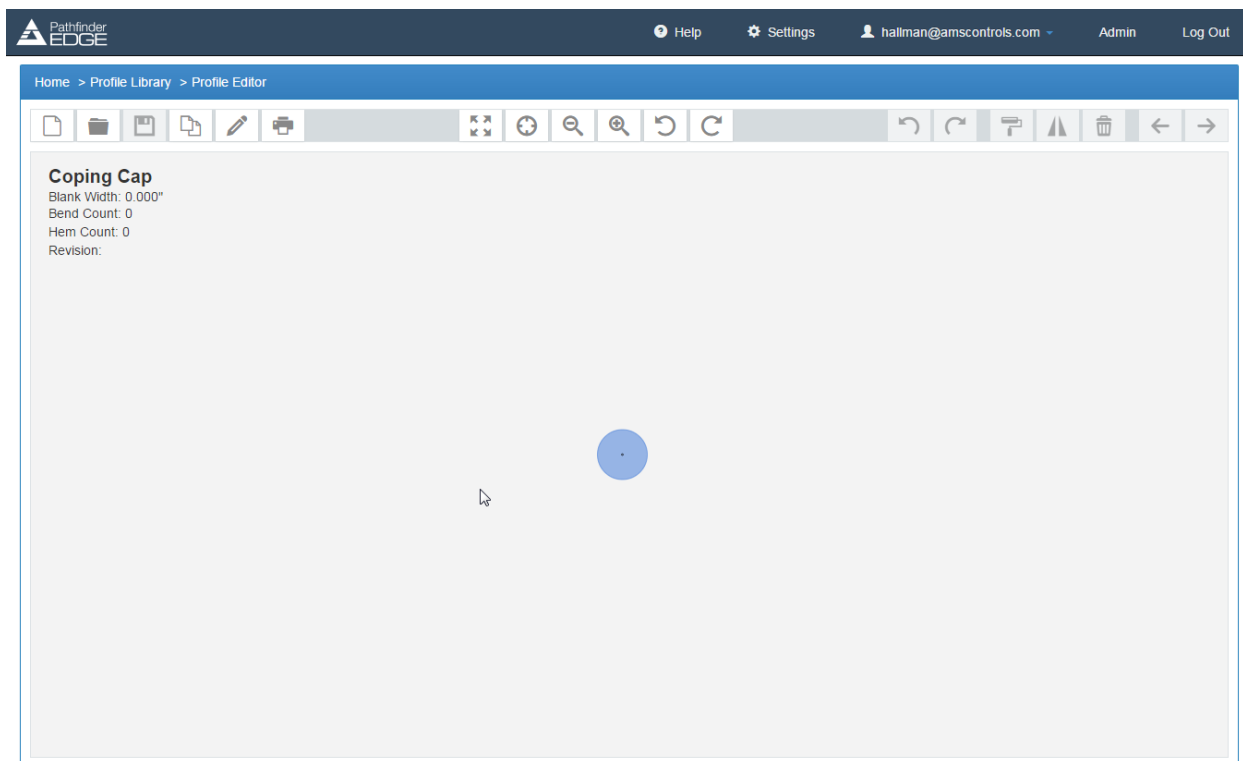 Pathfinder
EDGE
Help
Settings
hallman@amscontrols.com
Admin
Log Out
Home > Profile Library > Profile Editor
Coping Cap
Blank Width: 0.000"
Bend Count: 0
Hem Count: 0
Revision: